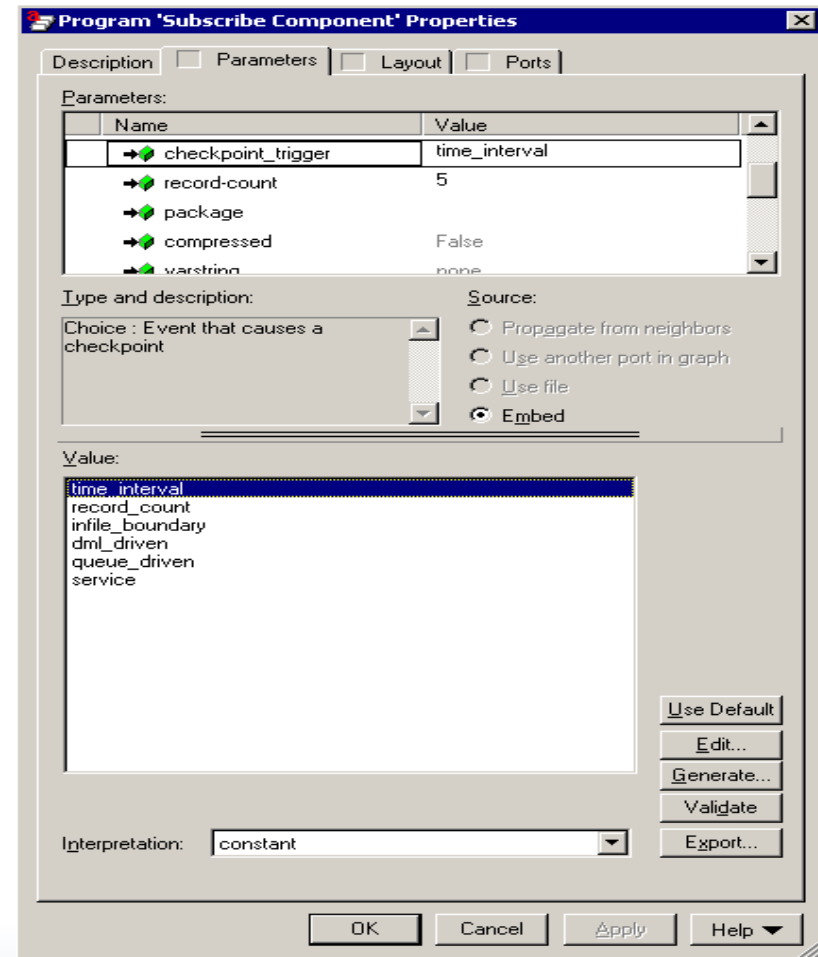 Program 'Subscribe Component' Properties
Description Parameters Layout Ports
Parameters:
Name Value
checkpoint_trigger time_interval
record-count 5
package
compressed False
varstring none
Type and description: Source:
Choice : Event that causes a
checkpoint
Propagate from neighbors
Use another port in graph
Use file
Embed
Value:
time_interval
record_count
infile_boundary
dml_driven
queue_driven
service
Use Default
Edit...
Generate...
Validate
Interpretation: constant Export...
OK Cancel Apply Help